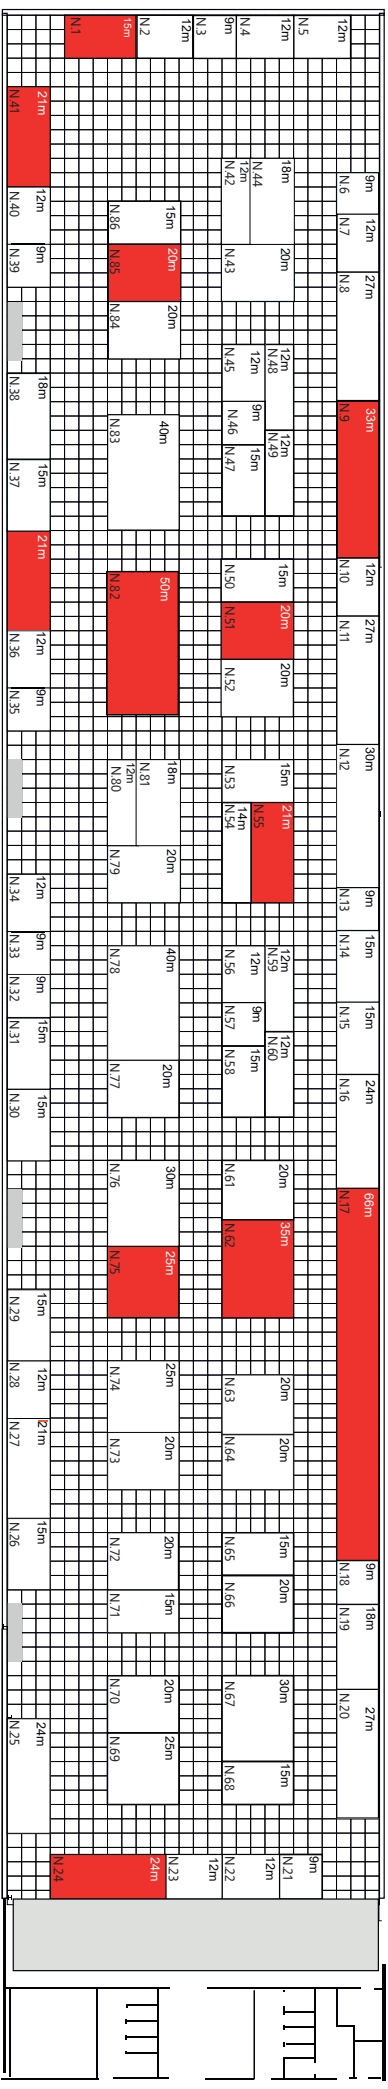 N.1 15m
N.2 12m
N.3 9m
N.4 12m
N.5 12m
N.6 9m
N.7 12m
N.8 27m
N.9 33m
N.10 12m
N.11 27m
N.12 30m
N.13 9m
N.14 15m
N.15 15m
N.16 24m
N.17 66m
N.18 9m
N.19 18m
N.20 27m
N.21 9m
N.22 12m
N.23 12m
N.24 24m
N.25 24m
N.26 15m
N.27 21m
N.28 12m
N.29 15m
N.30 15m
N.31 15m
N.32 9m
N.33 9m
N.34 12m
N.35 9m
N.36 12m
21m
N.37 15m
N.38 18m
N.39 9m
N.40 12m
N.41 21m
N.42 12m
N.44 18m
N.43 20m
N.45 12m
N.48 12m
N.46 9m
N.49 12m
N.47 15m
N.50 15m
N.51 20m
N.52 20m
N.53 15m
N.54 14m
N.55 21m
N.56 12m
N.59 12m
N.57 9m
N.60 12m
N.58 15m
N.61 20m
N.62 35m
N.63 20m
N.64 20m
N.65 15m
N.66 20m
N.67 30m
N.68 15m
N.69 25m
N.70 20m
N.71 15m
N.72 20m
N.73 20m
N.74 25m
N.75 25m
N.76 30m
N.77 20m
N.78 40m
N.79 20m
N.80 12m
N.81 18m
N.82 50m
N.83 40m
N.84 20m
N.85 20m
N.86 15m